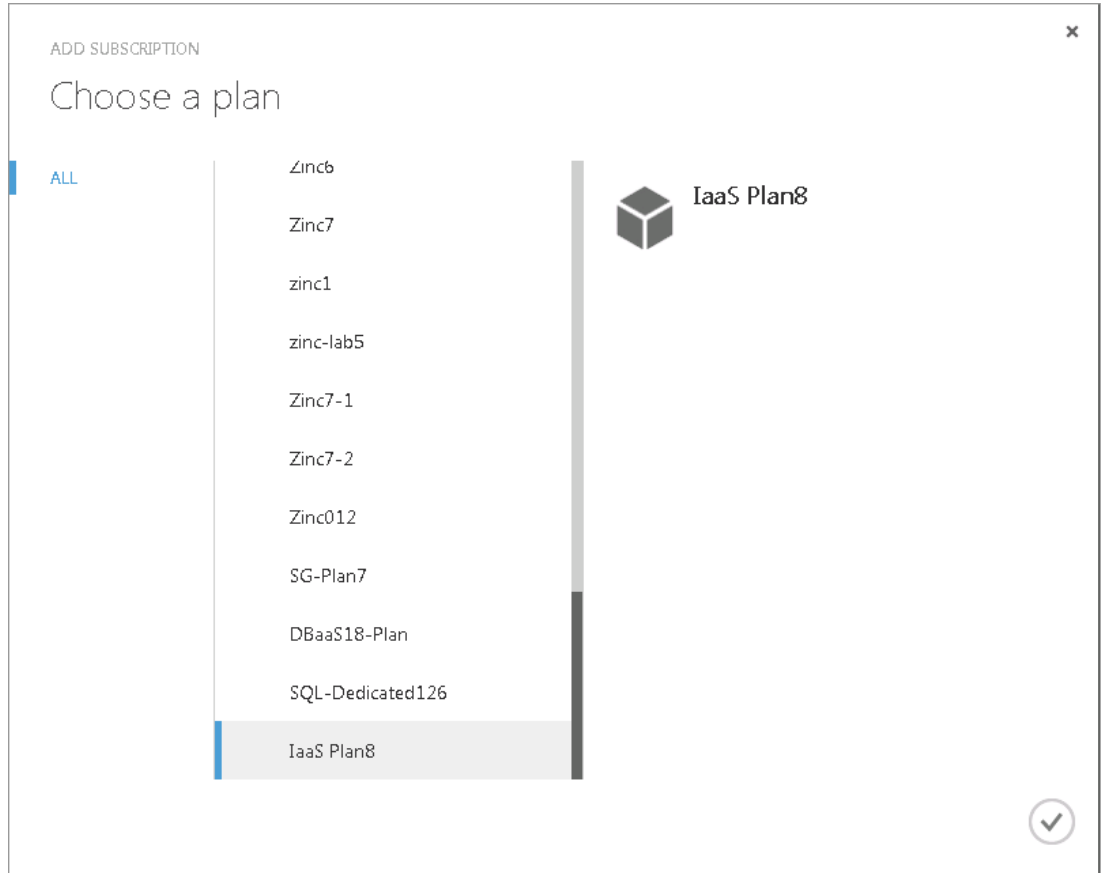 ADD SUBSCRIPTION
Choose a plan
ALL
Zinc6
Zinc7
zinc1
zinc-lab5
Zinc7-1
Zinc7-2
Zinc012
SG-Plan7
DBaaS18-Plan
SQL-Dedicated126
IaaS Plan8
IaaS Plan8